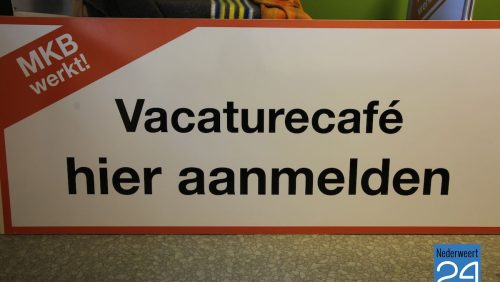 MKB
werkt!
Vacaturecafé
hier aanmelden
Nederweert
24